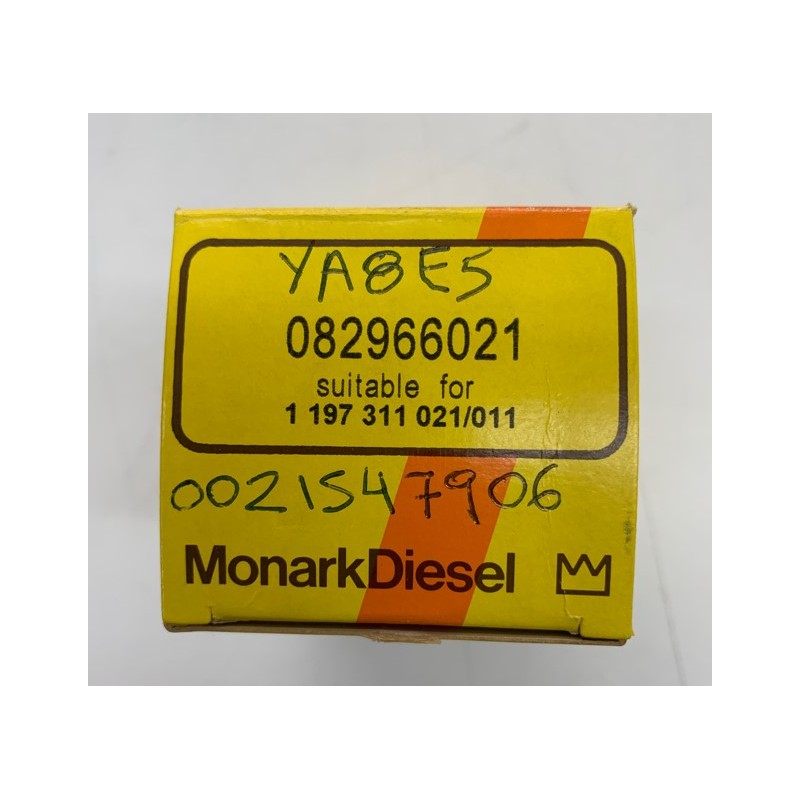 YA8E5
082966021
suitable for
1 197 311 021/011
0021547906
MonarkDiesel